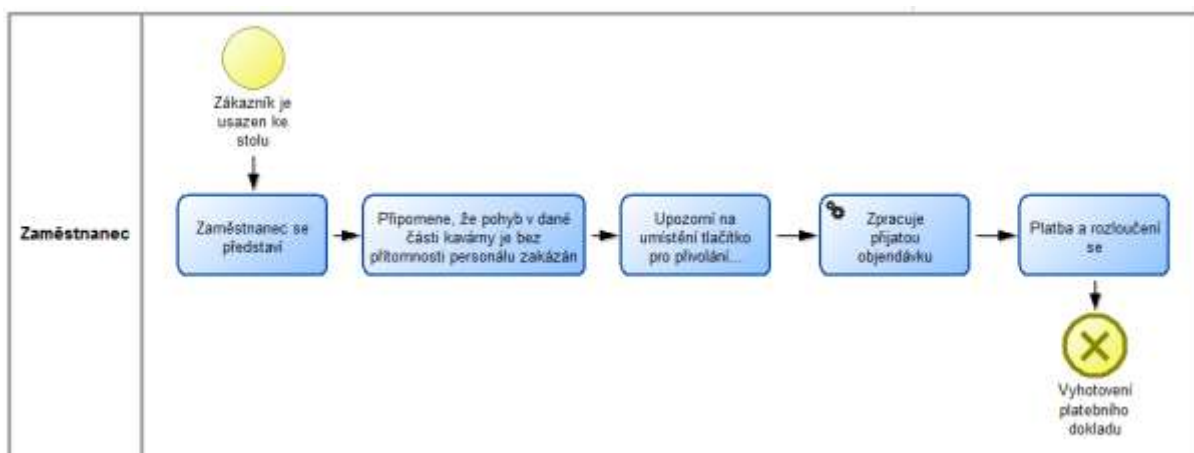 Zákazník je
usazen ke
stolu
Zaměstnanec
Zaměstnanec se
představí
Připomene, že pohyb v dané
části kavárny je bez
přítomnosti personálu zakázán
Upozorní na
umístění tlačítko
pro přivolání...
Zpracuje
přijatou
objendávku
Platba a rozloučení
se
Vyhotovení
platebního
dokladu